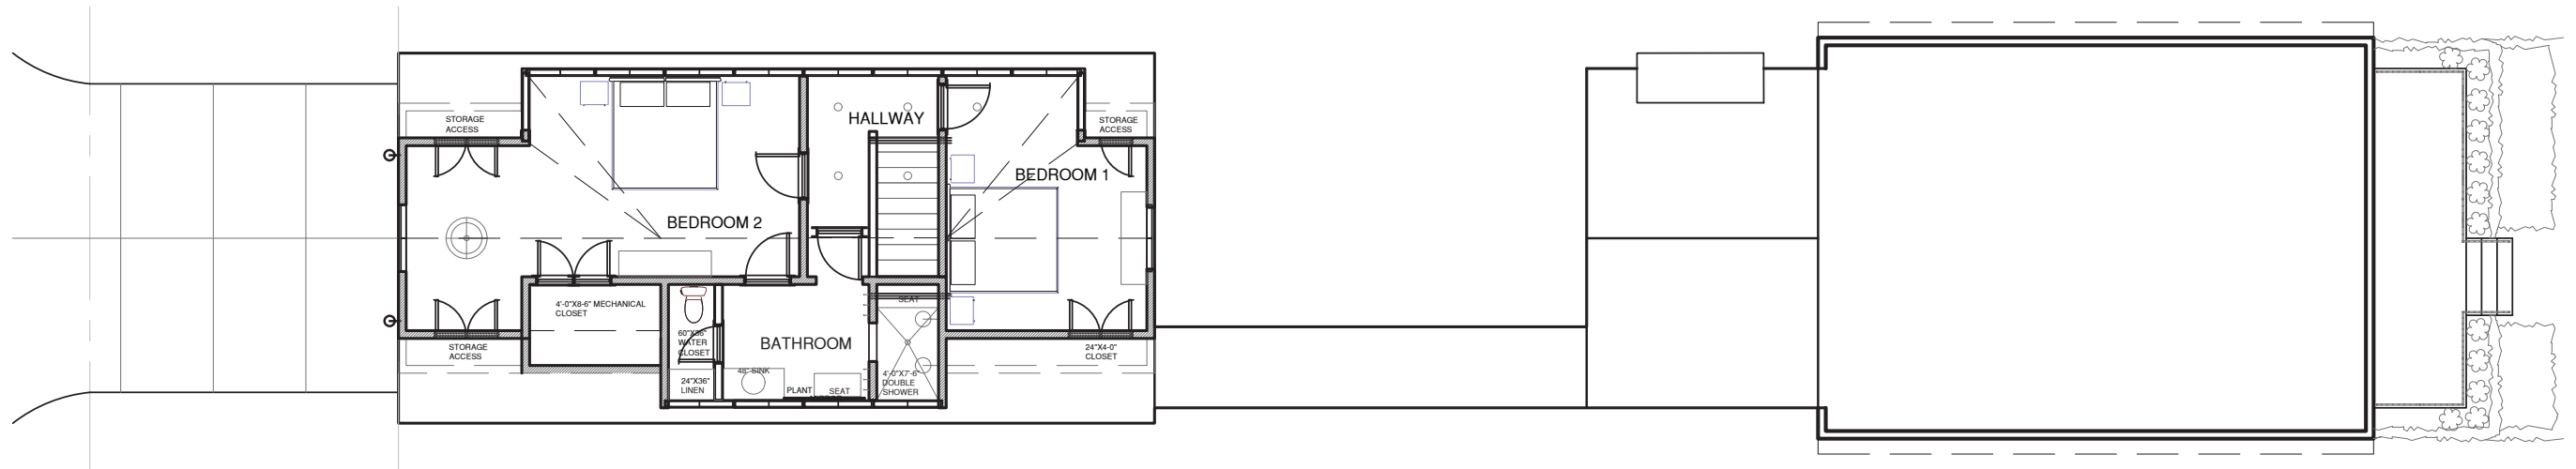 STORAGE
ACCESS
HALLWAY
STORAGE
ACCESS
BEDROOM 1
BEDROOM 2
4'-0"X8-6" MECHANICAL
CLOSET
SEAT
60"X36"
WATER
CLOSET
BATHROOM
STORAGE
ACCESS
24"X4-0"
CLOSET
48" SINK
24"X36"
LINEN
PLANT
SEAT
4'-0"X7'-6"
DOUBLE
SHOWER